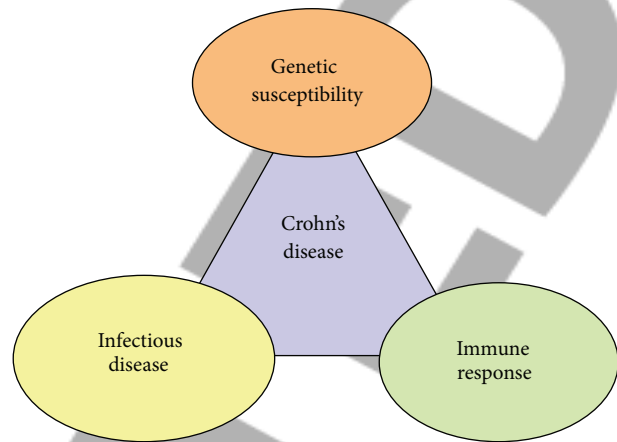 Genetic
susceptibility
Crohn's
disease
Infectious
disease
Immune
response